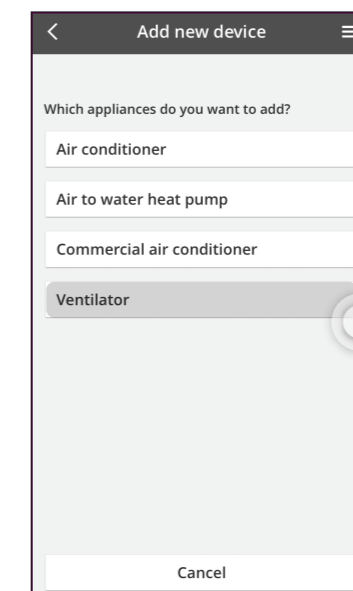 Add new device
Which appliances do you want to add?
Air conditioner
Air to water heat pump
Commercial air conditioner
Ventilator
Cancel